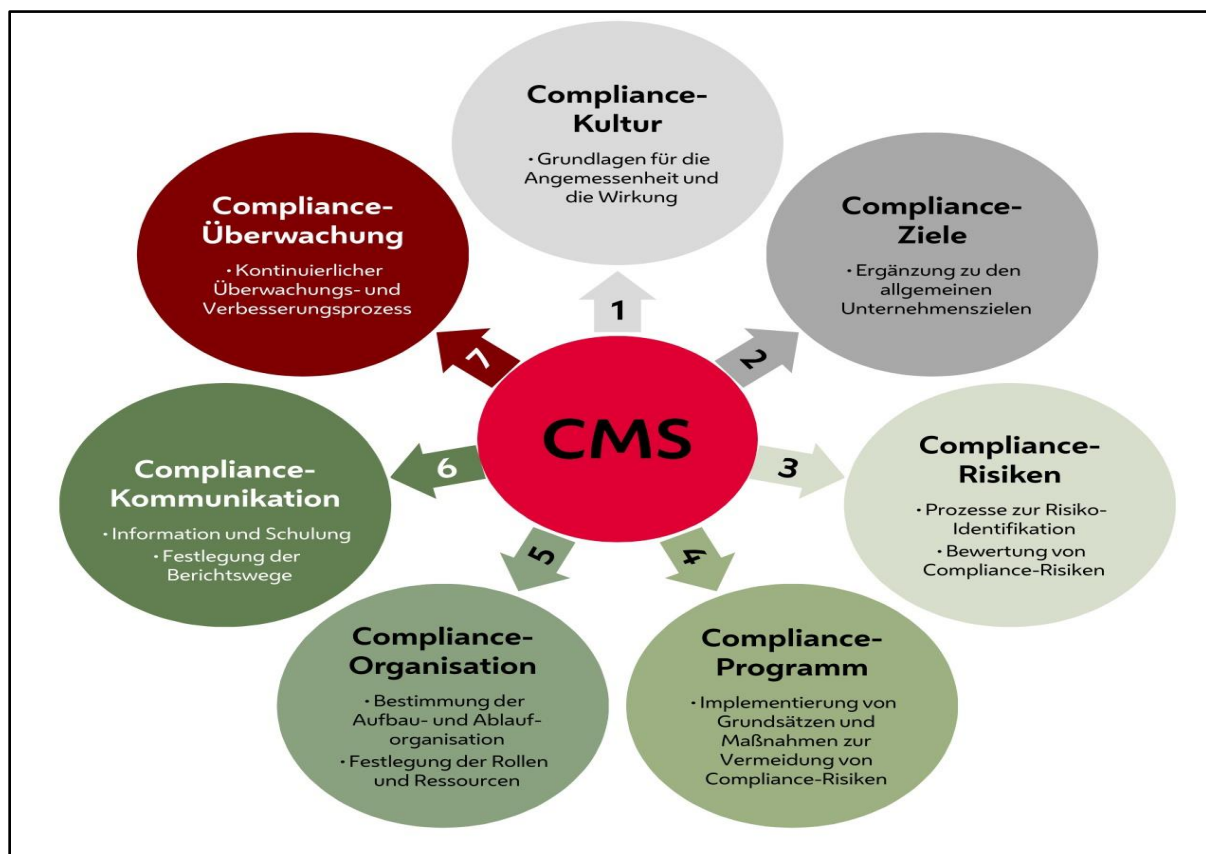 CMS
1
Compliance-
Kultur
· Grundlagen für die
Angemessenheit und
die Wirkung
2
Compliance-
Ziele
· Ergänzung zu den
allgemeinen
Unternehmenszielen
3
Compliance-
Risiken
· Prozesse zur Risiko-
Identifikation
· Bewertung von
Compliance-Risiken
4
Compliance-
Programm
· Implementierung von
Grundsätzen und
Maßnahmen zur
Vermeidung von
Compliance-Risiken
5
Compliance-
Organisation
· Bestimmung der
Aufbau- und Ablauf-
organisation
· Festlegung der Rollen
und Ressourcen
6
Compliance-
Kommunikation
· Information und Schulung
· Festlegung der
Berichtswege
7
Compliance-
Überwachung
· Kontinuierlicher
Überwachungs- und
Verbesserungsprozess